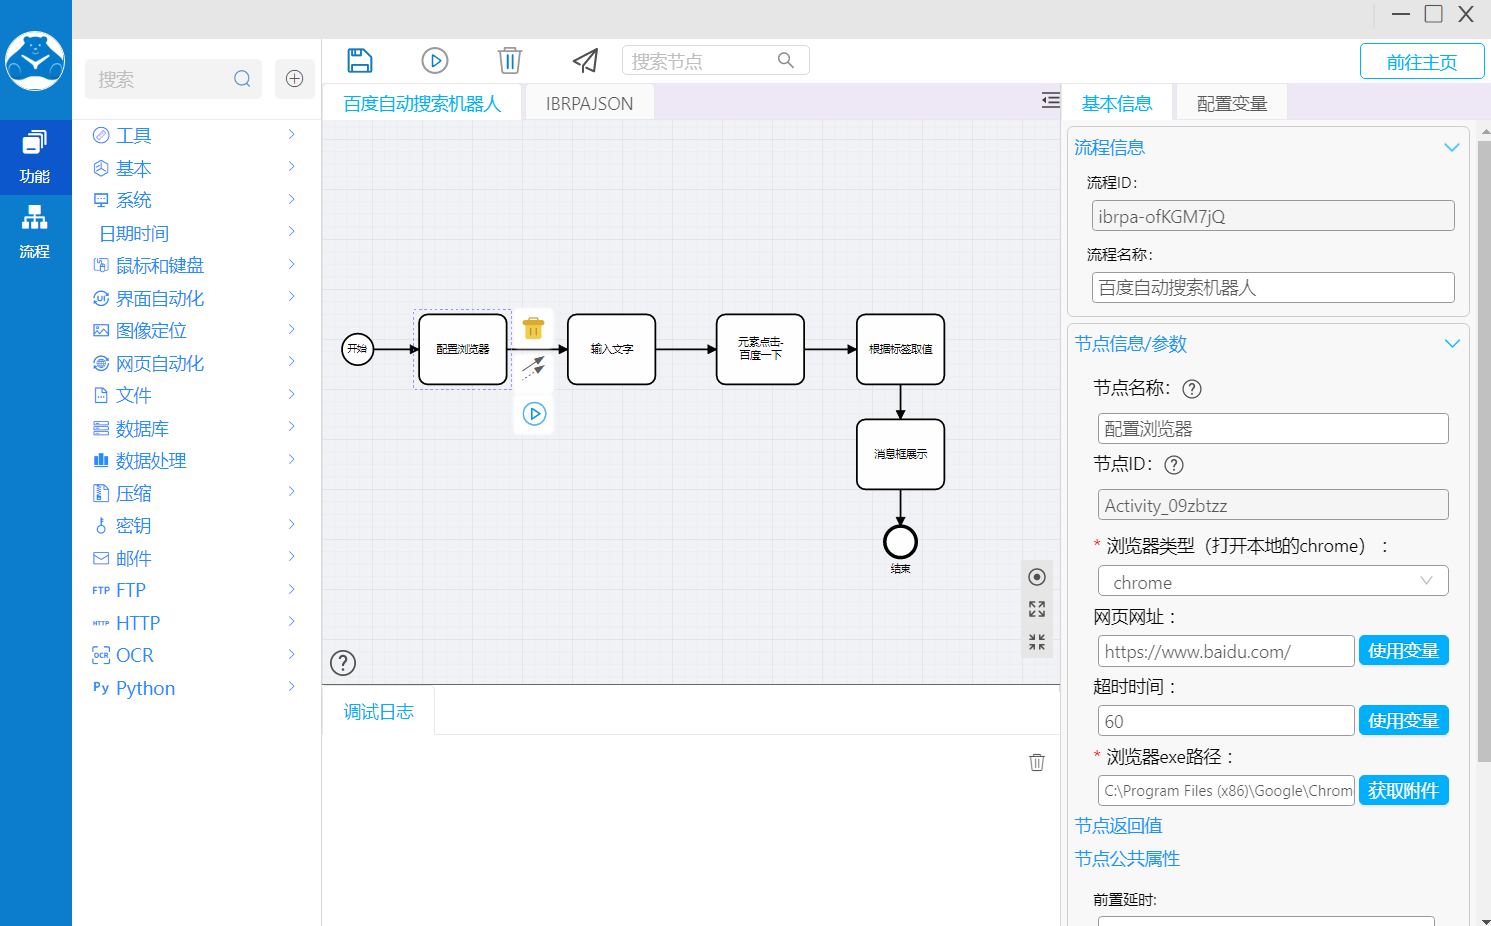 X
搜索
搜索节点
前往主页
百度自动搜索机器人
IBRPAJSON
基本信息
配置变量
功能
流程
工具
基本
系统
日期时间
鼠标和键盘
UI 界面自动化
图像定位
网页自动化
文件
数据库
数据处理
压缩
密钥
邮件
FTP FTP
HTTP HTTP
OCR OCR
Py Python
开始
配置浏览器
输入文字
元素点击-
百度一下
根据标签取值
消息框展示
结束
?
调试日志
流程信息
流程ID：
ibrpa-ofKGM7jQ
流程名称：
百度自动搜索机器人
节点信息/参数
节点名称： ?
配置浏览器
节点ID： ?
Activity_09zbtzz
* 浏览器类型（打开本地的chrome）：
chrome
网页网址：
https://www.baidu.com/ 使用变量
超时时间：
60 使用变量
* 浏览器exe路径：
C:\Program Files (x86)\Google\Chrom 获取附件
节点返回值
节点公共属性
前置延时: